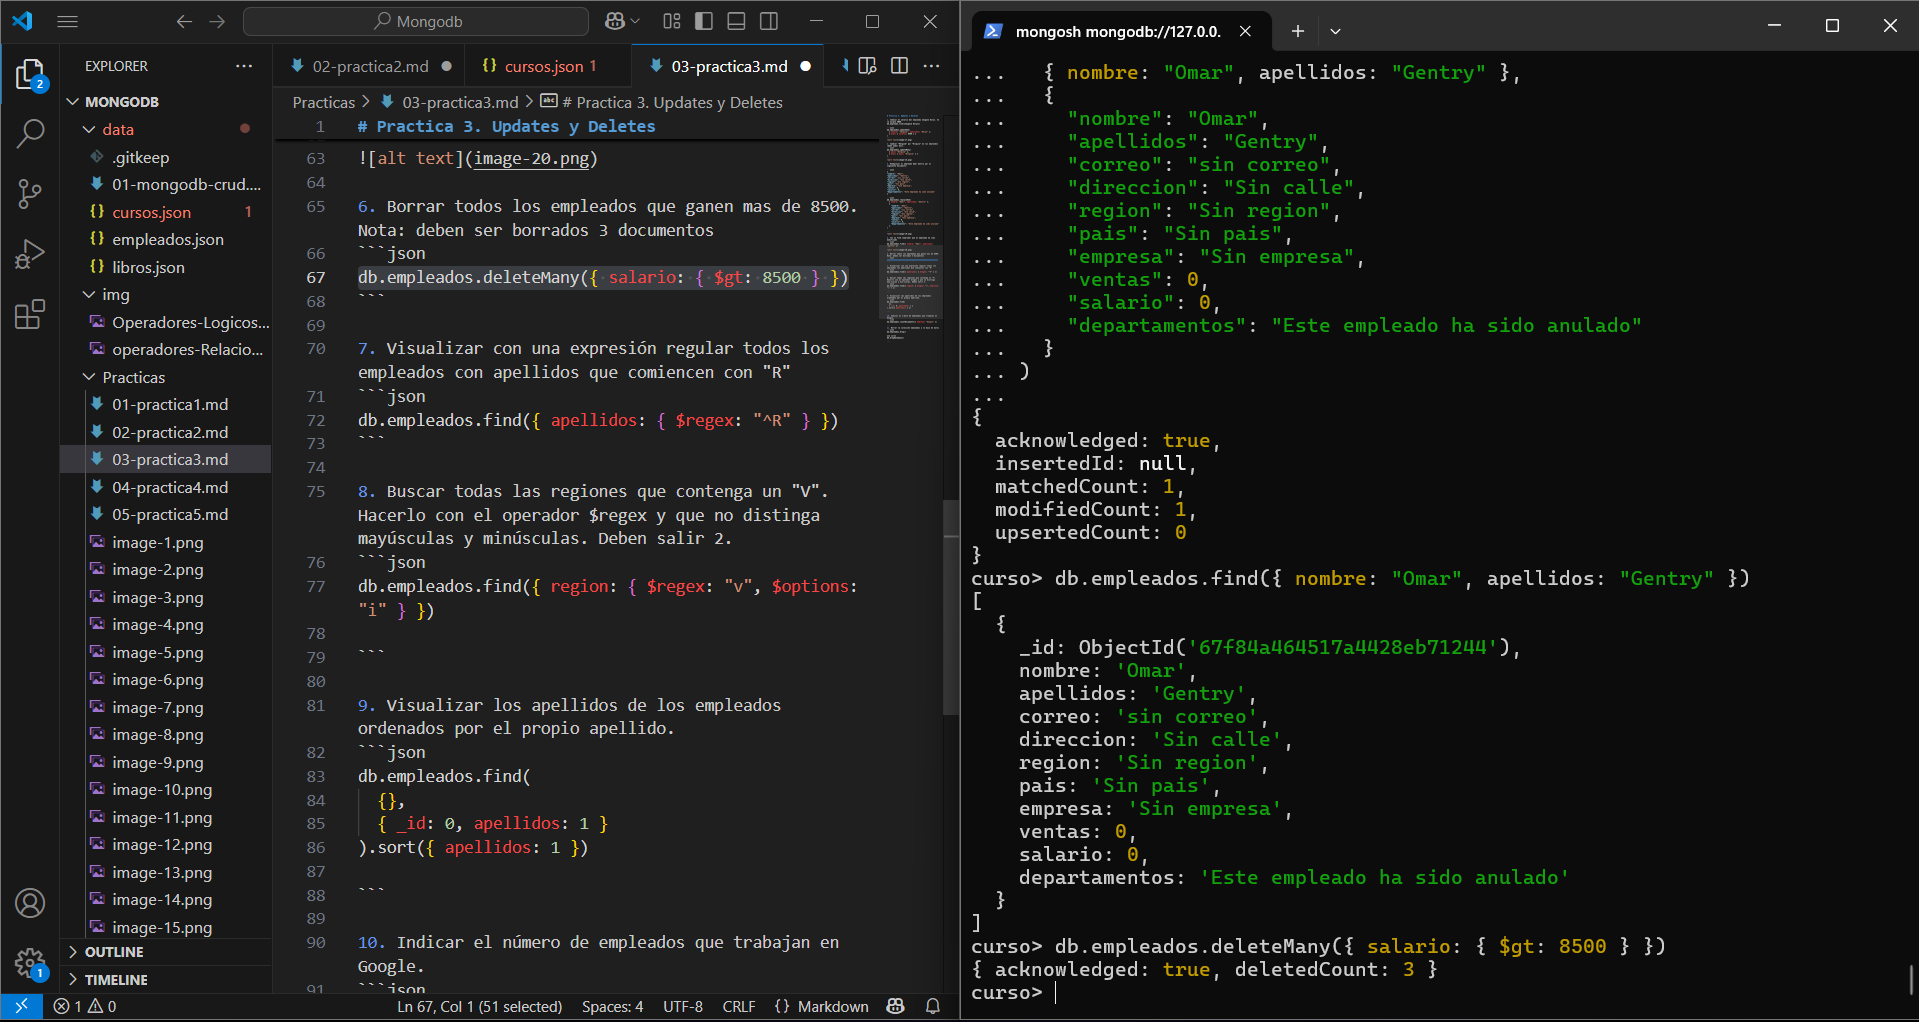 Mongodb
EXPLORER
MONGODB
data
.gitkeep
01-mongodb-crud....
cursos.json 1
empleados.json
libros.json
img
Operadores-Logicos...
operadores-Relacio...
Practicas
01-practica1.md
02-practica2.md
03-practica3.md
04-practica4.md
05-practica5.md
image-1.png
image-2.png
image-3.png
image-4.png
image-5.png
image-6.png
image-7.png
image-8.png
image-9.png
image-10.png
image-11.png
image-12.png
image-13.png
image-14.png
image-15.png
OUTLINE
TIMELINE
2
1
02-practica2.md
cursos.json 1
03-practica3.md
Practicas > 03-practica3.md > # Practica 3. Updates y Deletes
1 # Practica 3. Updates y Deletes
63 ![alt text](image-20.png)
64
65 6. Borrar todos los empleados que ganen mas de 8500.
Nota: deben ser borrados 3 documentos
66 ```json
67 db.empleados.deleteMany({ salario: { $gt: 8500 } })
68 ```
69
70 7. Visualizar con una expresión regular todos los
empleados con apellidos que comiencen con "R"
71 ```json
72 db.empleados.find({ apellidos: { $regex: "^R" } })
73 ```
74
75 8. Buscar todas las regiones que contenga un "V".
Hacerlo con el operador $regex y que no distinga
mayúsculas y minúsculas. Deben salir 2.
76 ```json
77 db.empleados.find({ region: { $regex: "v", $options:
"i" } })
78
79 ```
80
81 9. Visualizar los apellidos de los empleados
ordenados por el propio apellido.
82 ```json
83 db.empleados.find(
84 {},
85 { _id: 0, apellidos: 1 }
86 ).sort({ apellidos: 1 })
87
88 ```
89
90 10. Indicar el número de empleados que trabajan en
Google.
91 ```json
1 0 Ln 67, Col 1 (51 selected) Spaces: 4 UTF-8 CRLF {} Markdown
mongosh mongodb://127.0.0.
... { nombre: "Omar", apellidos: "Gentry" },
... {
... "nombre": "Omar",
... "apellidos": "Gentry",
... "correo": "sin correo",
... "direccion": "Sin calle",
... "region": "Sin region",
... "pais": "Sin pais",
... "empresa": "Sin empresa",
... "ventas": 0,
... "salario": 0,
... "departamentos": "Este empleado ha sido anulado"
... }
... )
...
{
acknowledged: true,
insertedId: null,
matchedCount: 1,
modifiedCount: 1,
upsertedCount: 0
}
curso> db.empleados.find({ nombre: "Omar", apellidos: "Gentry" })
[
{
_id: ObjectId('67f84a464517a4428eb71244'),
nombre: 'Omar',
apellidos: 'Gentry',
correo: 'sin correo',
direccion: 'Sin calle',
region: 'Sin region',
pais: 'Sin pais',
empresa: 'Sin empresa',
ventas: 0,
salario: 0,
departamentos: 'Este empleado ha sido anulado'
}
]
curso> db.empleados.deleteMany({ salario: { $gt: 8500 } })
{ acknowledged: true, deletedCount: 3 }
curso>